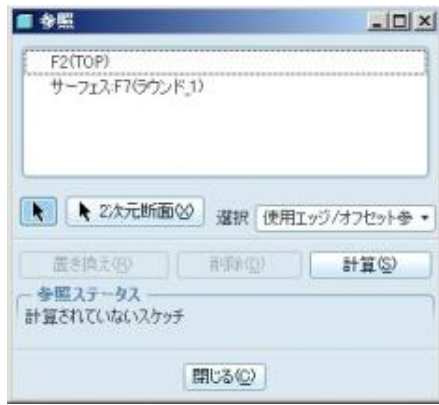 参照
F2(TOP)
サーフェス:F7(ラウンド_1)
2次元断面(X) 選択 使用エッジ/オフセット参
置き換え(R) 削除(D) 計算(S)
参照ステータス
計算されていないスケッチ
閉じる(C)